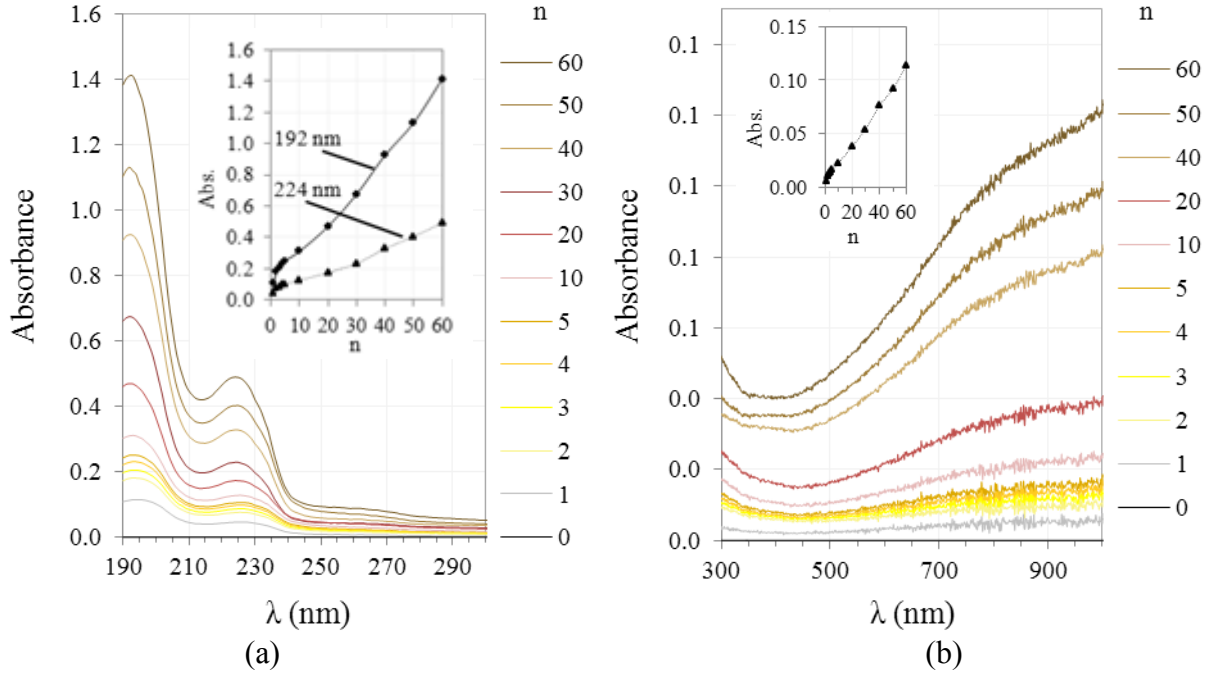 n
1.6
1.4
1.2
1.0
0.8
0.6
0.4
0.2
0.0
Absorbance
190 210 230 250 270 290
λ (nm)
1.6
1.4
1.2
1.0
0.8
0.6
0.4
0.2
0.0
Abs.
192 nm
224 nm
0 10 20 30 40 50 60
n
60
50
40
30
20
10
5
4
3
2
1
0
(a)
n
0.1
0.1
0.1
0.1
0.1
0.0
0.0
0.0
Absorbance
300 500 700 900
λ (nm)
0.15
0.10
0.05
0.00
Abs.
0 20 40 60
n
60
50
40
20
10
5
4
3
2
1
0
(b)